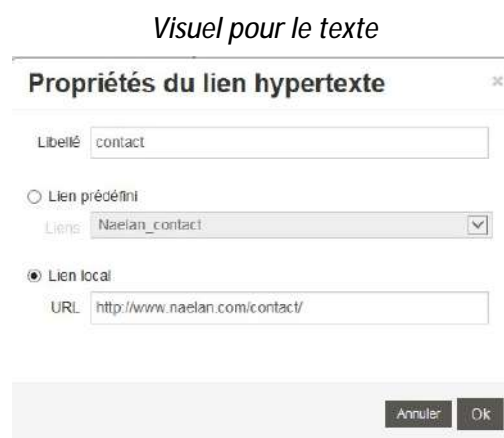 Visuel pour le texte
Propriétés du lien hypertexte ×
Libellé contact
Lien prédéfini
Liens Naelan_contact
Lien local
URL http://www.naelan.com/contact/
Annuler Ok